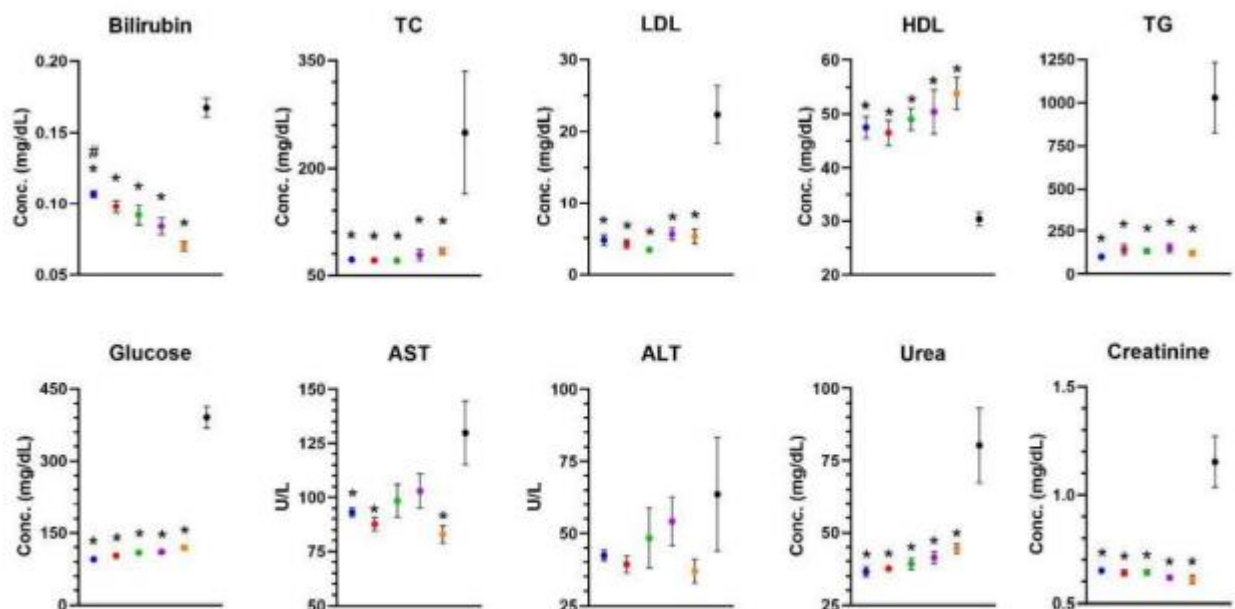 Bilirubin TC LDL HDL TG
Conc. (mg/dL)
0.20
0.15
0.10
0.05
#
*
*
*
*
*
Conc. (mg/dL)
350
200
50
* * * * *
Conc. (mg/dL)
30
20
10
0
* * * * *
Conc. (mg/dL)
60
50
40
30
20
* * * * *
Conc. (mg/dL)
1250
1000
750
500
250
0
* * * * *
Glucose AST ALT Urea Creatinine
Conc. (mg/dL)
450
300
150
0
* * * * *
U/L
150
125
100
75
50
* * *
U/L
100
75
50
25
Conc. (mg/dL)
100
75
50
25
* * * * *
Conc. (mg/dL)
1.5
1.0
0.5
* * * * *